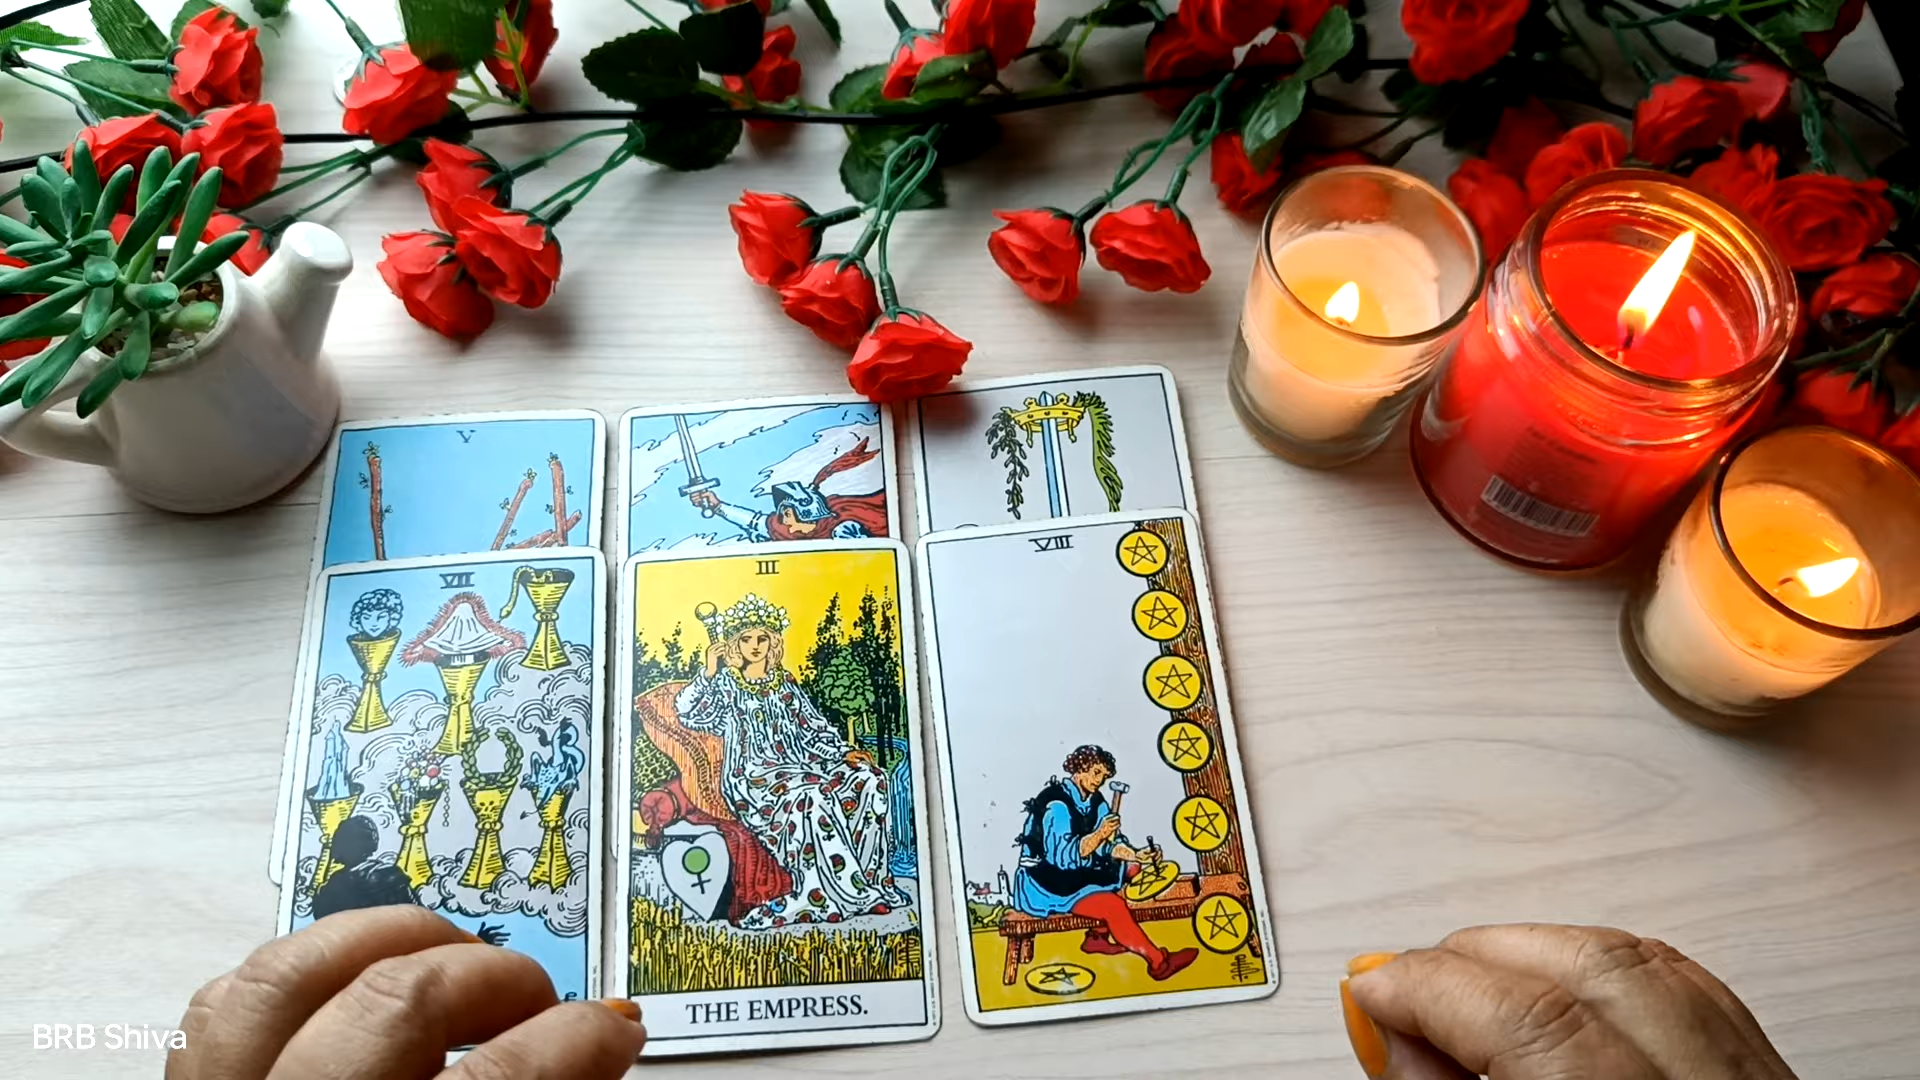 V
VII
III
VIII
THE EMPRESS.
BRB Shiva